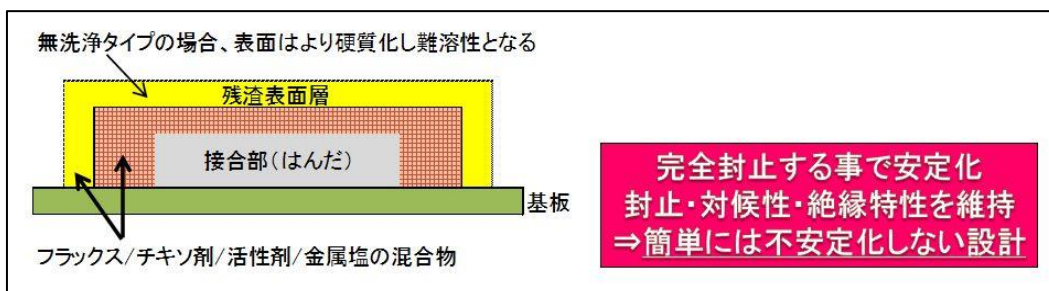 無洗浄タイプの場合、表面はより硬質化し難溶性となる
残渣表面層
接合部(はんだ)
基板
フラックス/チキソ剤/活性剤/金属塩の混合物
完全封止する事で安定化
封止・対候性・絶縁特性を維持
⇒簡単には不安定化しない設計